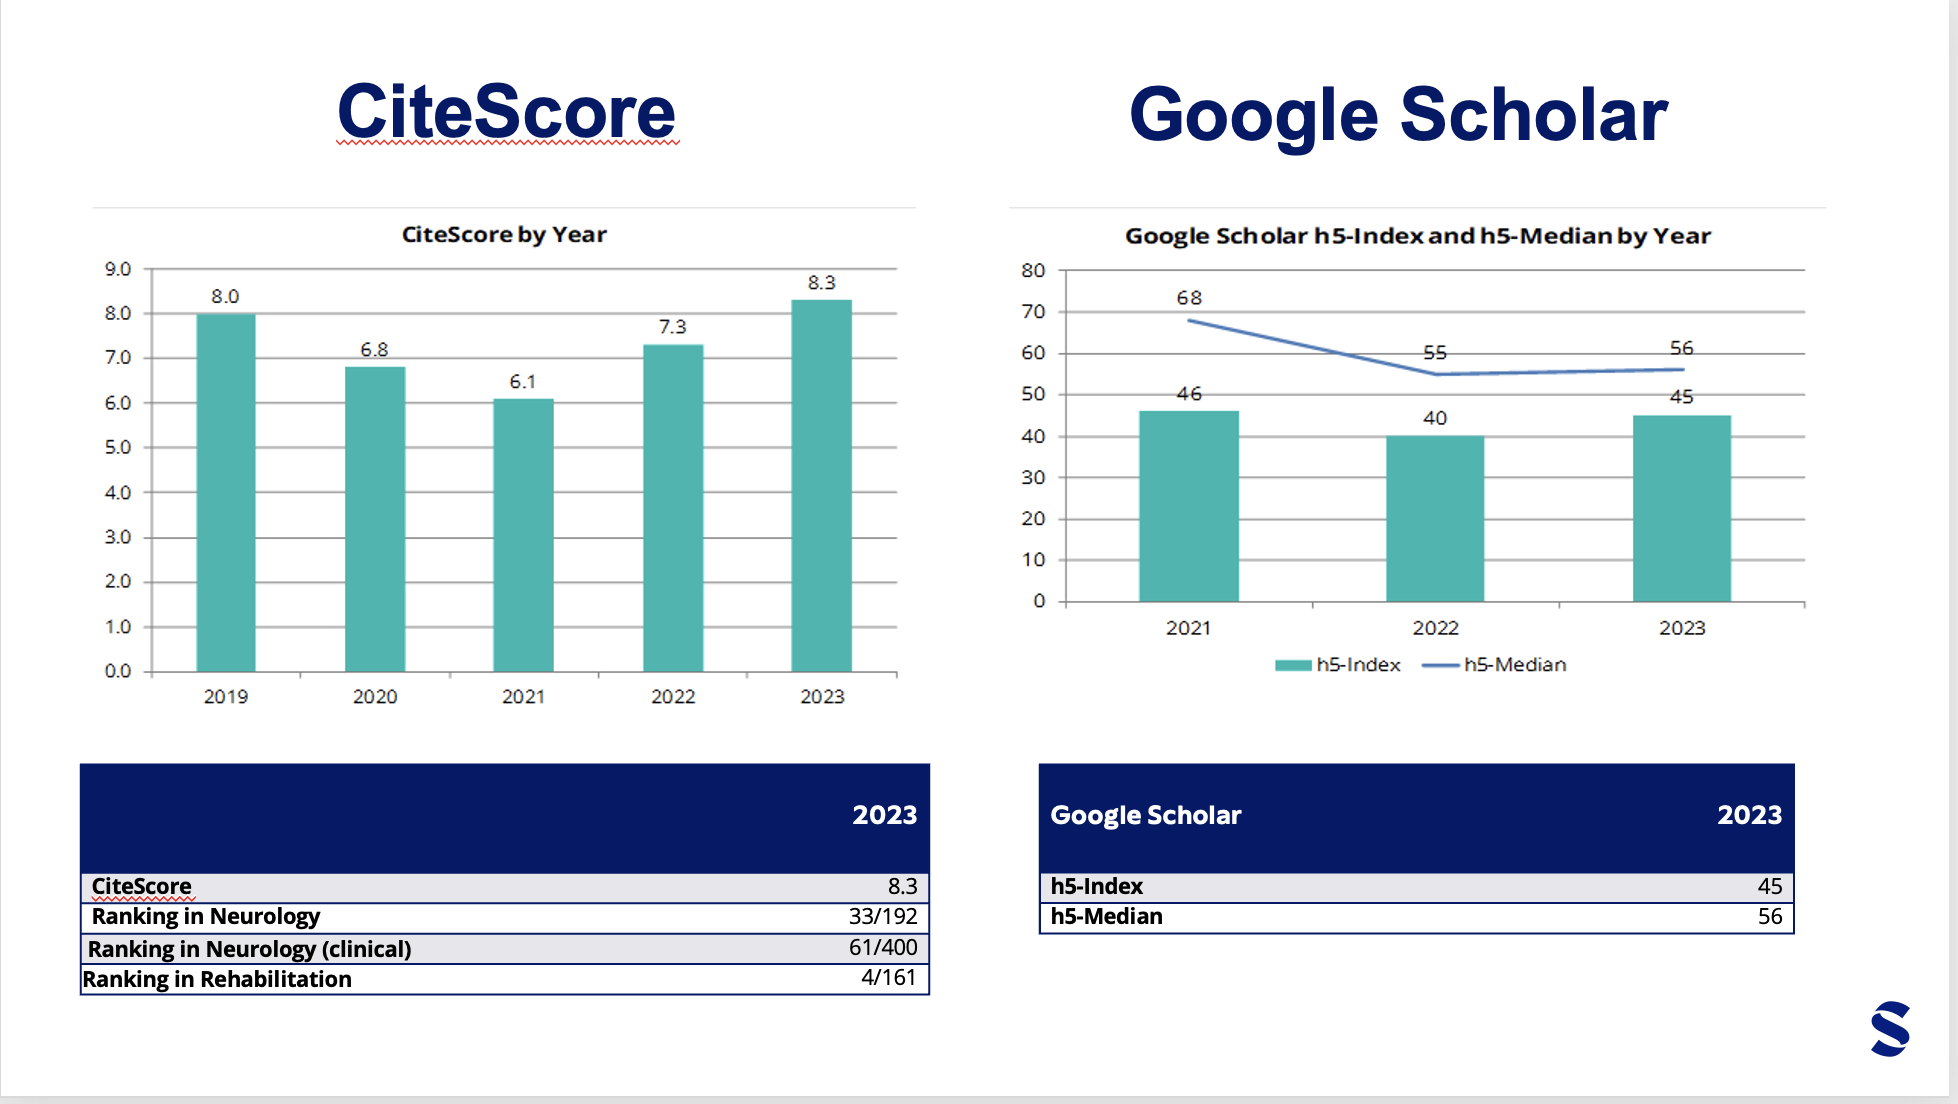 CiteScore
CiteScore by Year
9.0
8.0
7.0
6.0
5.0
4.0
3.0
2.0
1.0
0.0
8.0
6.8
6.1
7.3
8.3
2019 2020 2021 2022 2023
2023
CiteScore 8.3
Ranking in Neurology 33/192
Ranking in Neurology (clinical) 61/400
Ranking in Rehabilitation 4/161
Google Scholar
Google Scholar h5-Index and h5-Median by Year
80
70
60
50
40
30
20
10
0
68
55
56
46
40
45
2021 2022 2023
h5-Index h5-Median
Google Scholar 2023
h5-Index 45
h5-Median 56